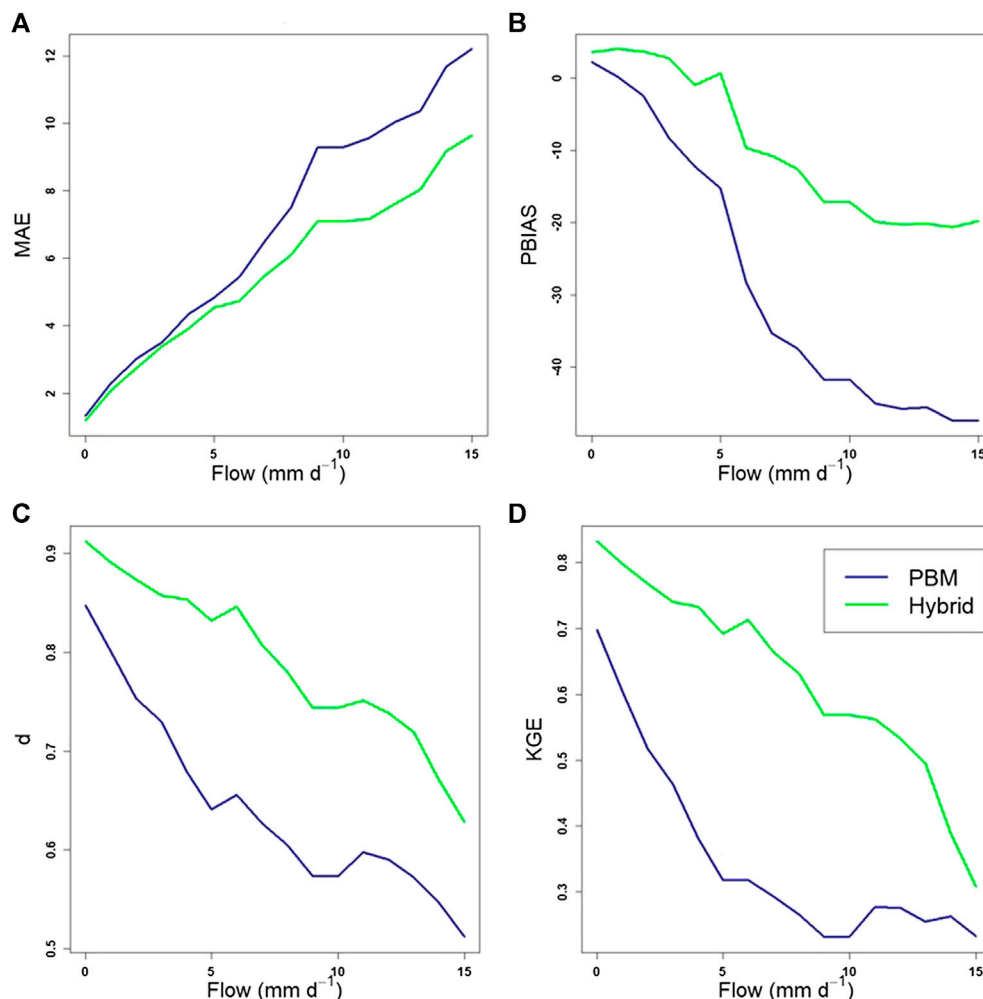 A
MAE
12
10
8
6
4
2
0 5 10 15
Flow (mm d⁻¹)
B
PBIAS
0
-10
-20
-30
-40
0 5 10 15
Flow (mm d⁻¹)
C
d
0.9
0.8
0.7
0.6
0.5
0 5 10 15
Flow (mm d⁻¹)
D
KGE
0.8
0.7
0.6
0.5
0.4
0.3
PBM
Hybrid
0 5 10 15
Flow (mm d⁻¹)